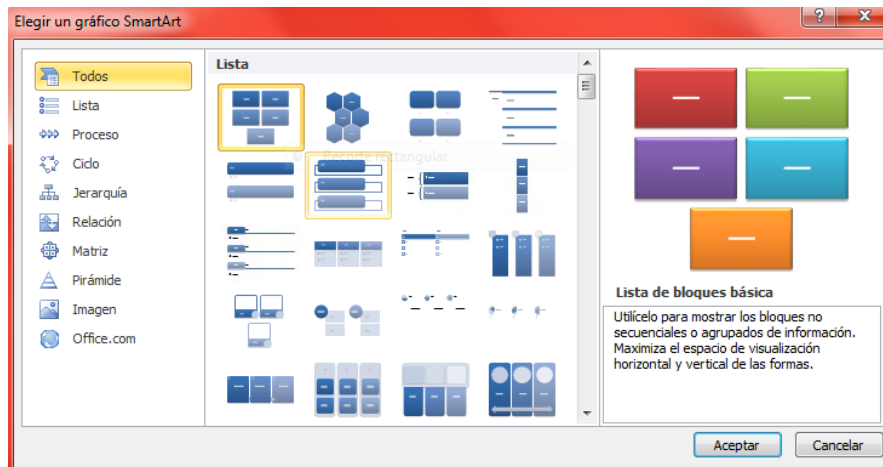 Elegir un gráfico SmartArt
Todos
Lista
Proceso
Ciclo
Jerarquía
Relación
Matriz
Pirámide
Imagen
Office.com
Lista
Recorte rectangular
Lista de bloques básica
Utilícelo para mostrar los bloques no
secuenciales o agrupados de información.
Maximiza el espacio de visualización
horizontal y vertical de las formas.
Aceptar
Cancelar